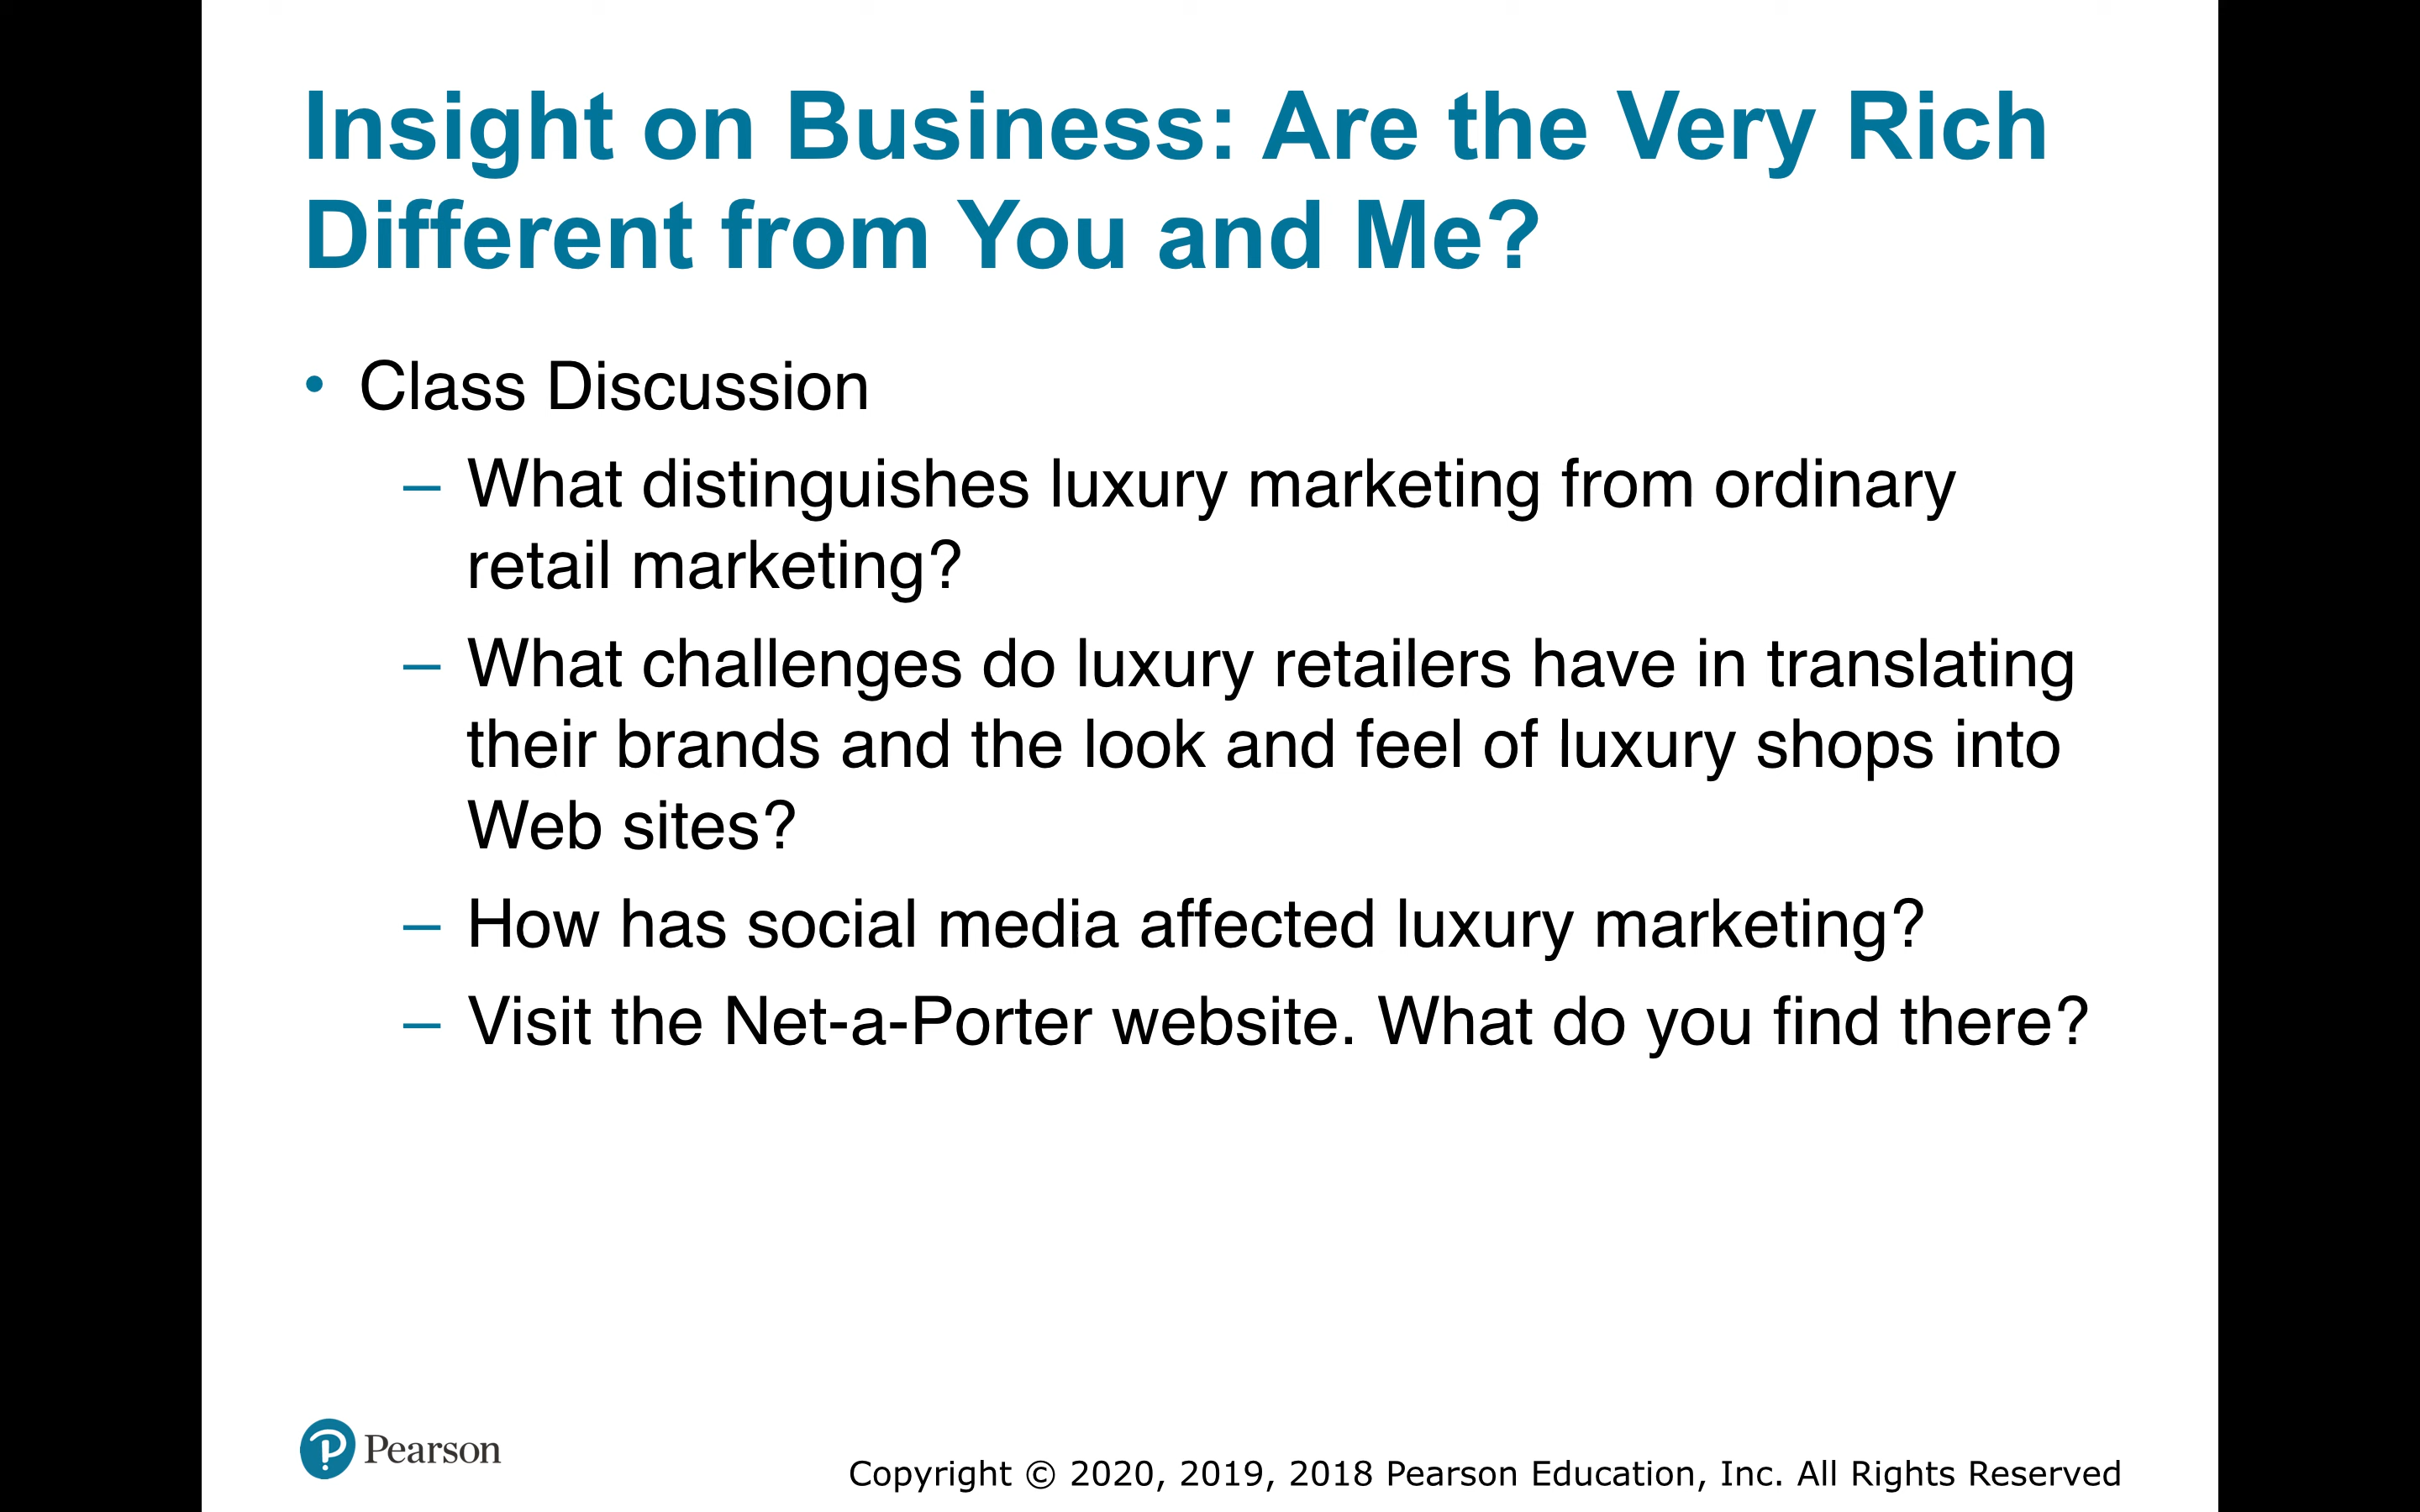 Insight on Business: Are the Very Rich
Different from You and Me?
• Class Discussion
– What distinguishes luxury marketing from ordinary
retail marketing?
– What challenges do luxury retailers have in translating
their brands and the look and feel of luxury shops into
Web sites?
– How has social media affected luxury marketing?
– Visit the Net-a-Porter website. What do you find there?
Pearson
Copyright © 2020, 2019, 2018 Pearson Education, Inc. All Rights Reserved